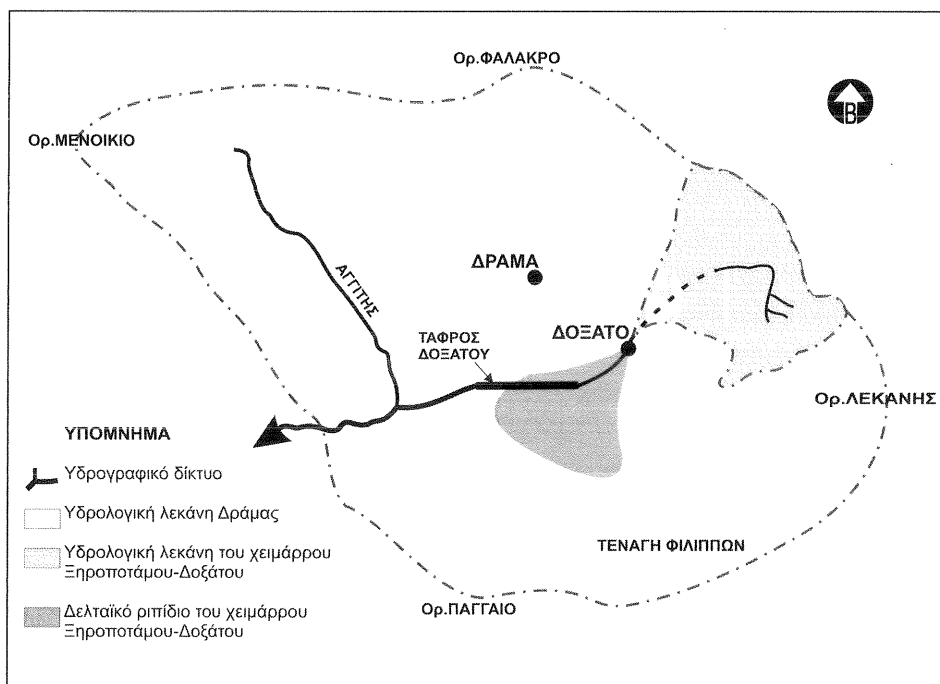 Ορ.ΦΑΛΑΚΡΟ
Β
Ορ.ΜΕΝΟΙΚΙΟ
ΑΓΓΙΤΗΣ
ΔΡΑΜΑ
ΔΟΞΑΤΟ
ΤΑΦΡΟΣ
ΔΟΞΑΤΟΥ
Ορ.ΛΕΚΑΝΗΣ
ΥΠΟΜΝΗΜΑ
Υδρογραφικό δίκτυο
Υδρολογική λεκάνη Δράμας
Υδρολογική λεκάνη του χειμάρρου
Ξηροποτάμου-Δοξάτου
Δελταϊκό ριπίδιο του χειμάρρου
Ξηροποτάμου-Δοξάτου
ΤΕΝΑΓΗ ΦΙΛΙΠΠΩΝ
Ορ.ΠΑΓΓΑΙΟ